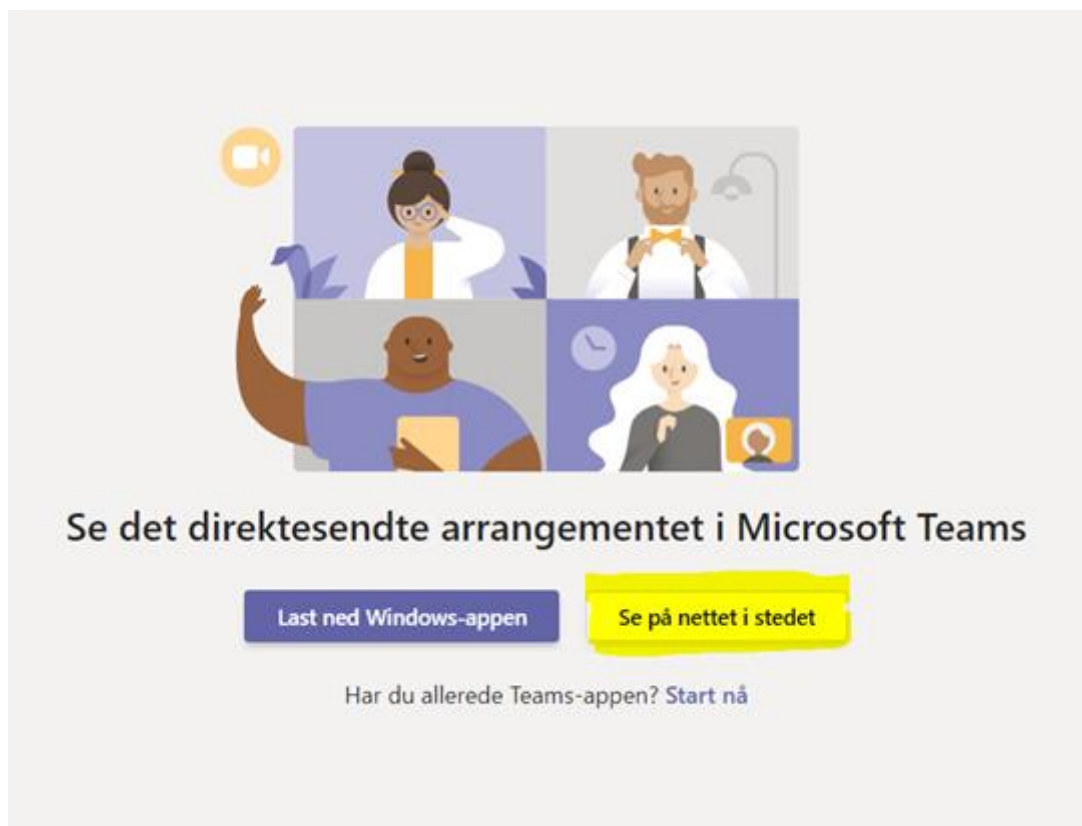 Se det direktesendte arrangementet i Microsoft Teams
Last ned Windows-appen
Se på nettet i stedet
Har du allerede Teams-appen? Start nå